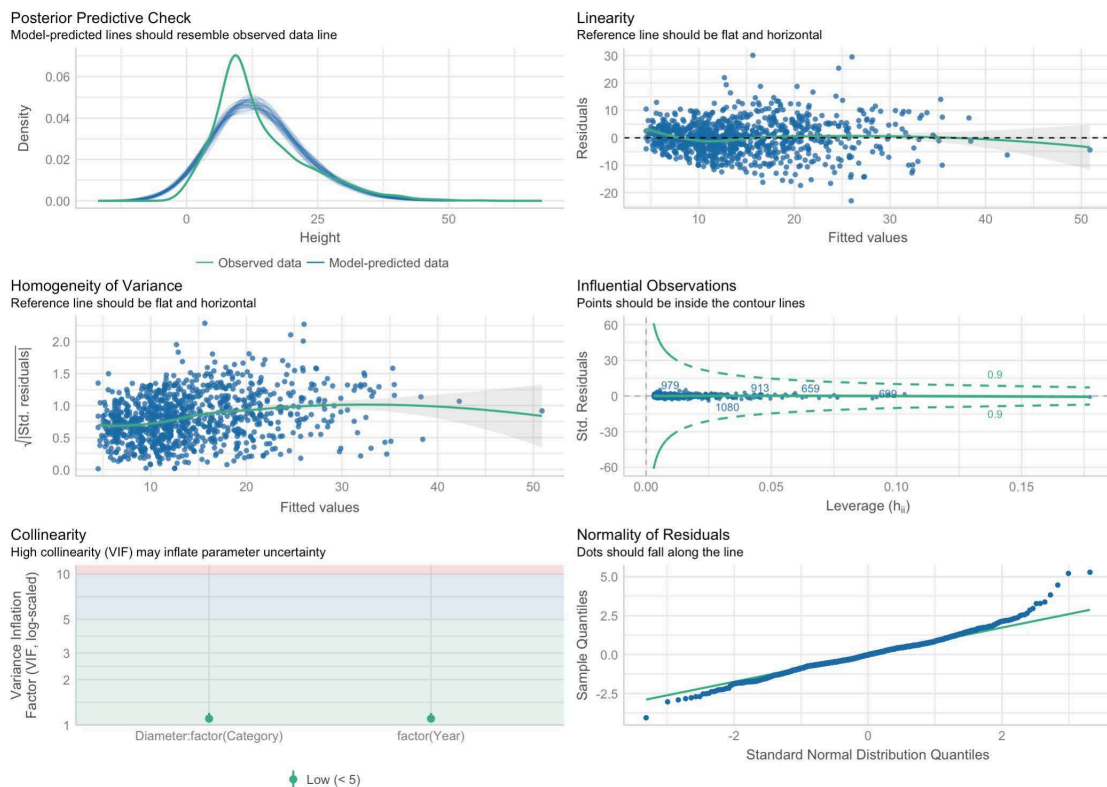 Posterior Predictive Check
Model-predicted lines should resemble observed data line
Density
0.06
0.04
0.02
0.00
0
25
50
Height
Observed data
Model-predicted data
Linearity
Reference line should be flat and horizontal
Residuals
30
20
10
0
-10
-20
10
20
30
40
50
Fitted values
Homogeneity of Variance
Reference line should be flat and horizontal
√|Std. residuals|
2.0
1.5
1.0
0.5
0.0
10
20
30
40
50
Fitted values
Influential Observations
Points should be inside the contour lines
Std. Residuals
60
30
0
-30
-60
979
913
659
0.9
689
1080
0.9
0.00
0.05
0.10
0.15
Leverage (hii)
Collinearity
High collinearity (VIF) may inflate parameter uncertainty
Variance Inflation
Factor (VIF, log-scaled)
10
5
3
2
1
Diameter:factor(Category)
factor(Year)
Low (< 5)
Normality of Residuals
Dots should fall along the line
Sample Quantiles
5.0
2.5
0.0
-2.5
-2
0
2
Standard Normal Distribution Quantiles